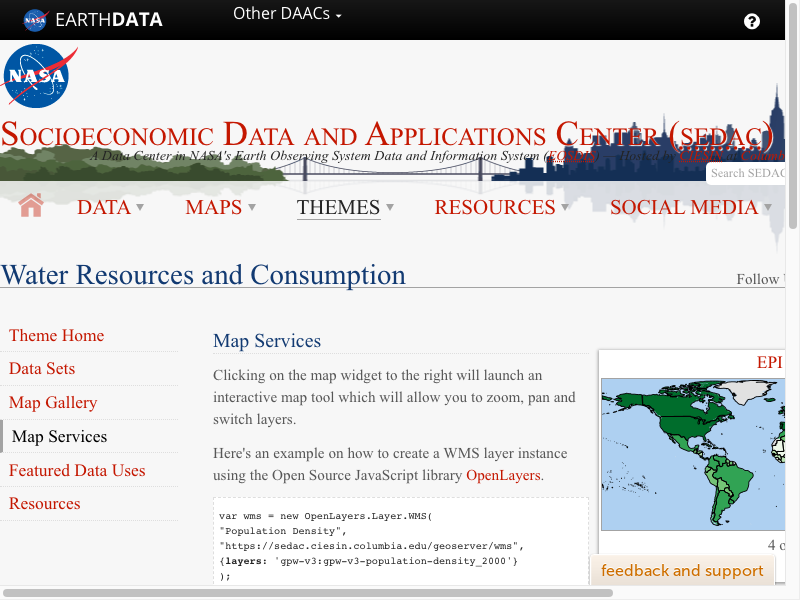 EARTHDATA
Other DAACs
?
NASA
Socioeconomic Data and Applications Center (sedac)
A Data Center in NASA's Earth Observing System Data and Information System (EOSDIS) — Hosted by CIESIN at
Search SEDAC
DATA
MAPS
THEMES
RESOURCES
SOCIAL MEDIA
Water Resources and Consumption
Follow
Theme Home
Data Sets
Map Gallery
Map Services
Featured Data Uses
Resources
Map Services
Clicking on the map widget to the right will launch an
interactive map tool which will allow you to zoom, pan and
switch layers.
Here's an example on how to create a WMS layer instance
using the Open Source JavaScript library OpenLayers.
var wms = new OpenLayers.Layer.WMS(
"Population Density",
"https://sedac.ciesin.columbia.edu/geoserver/wms",
{layers: 'gpw-v3:gpw-v3-population-density_2000'}
);
EPI
4 o
feedback and support